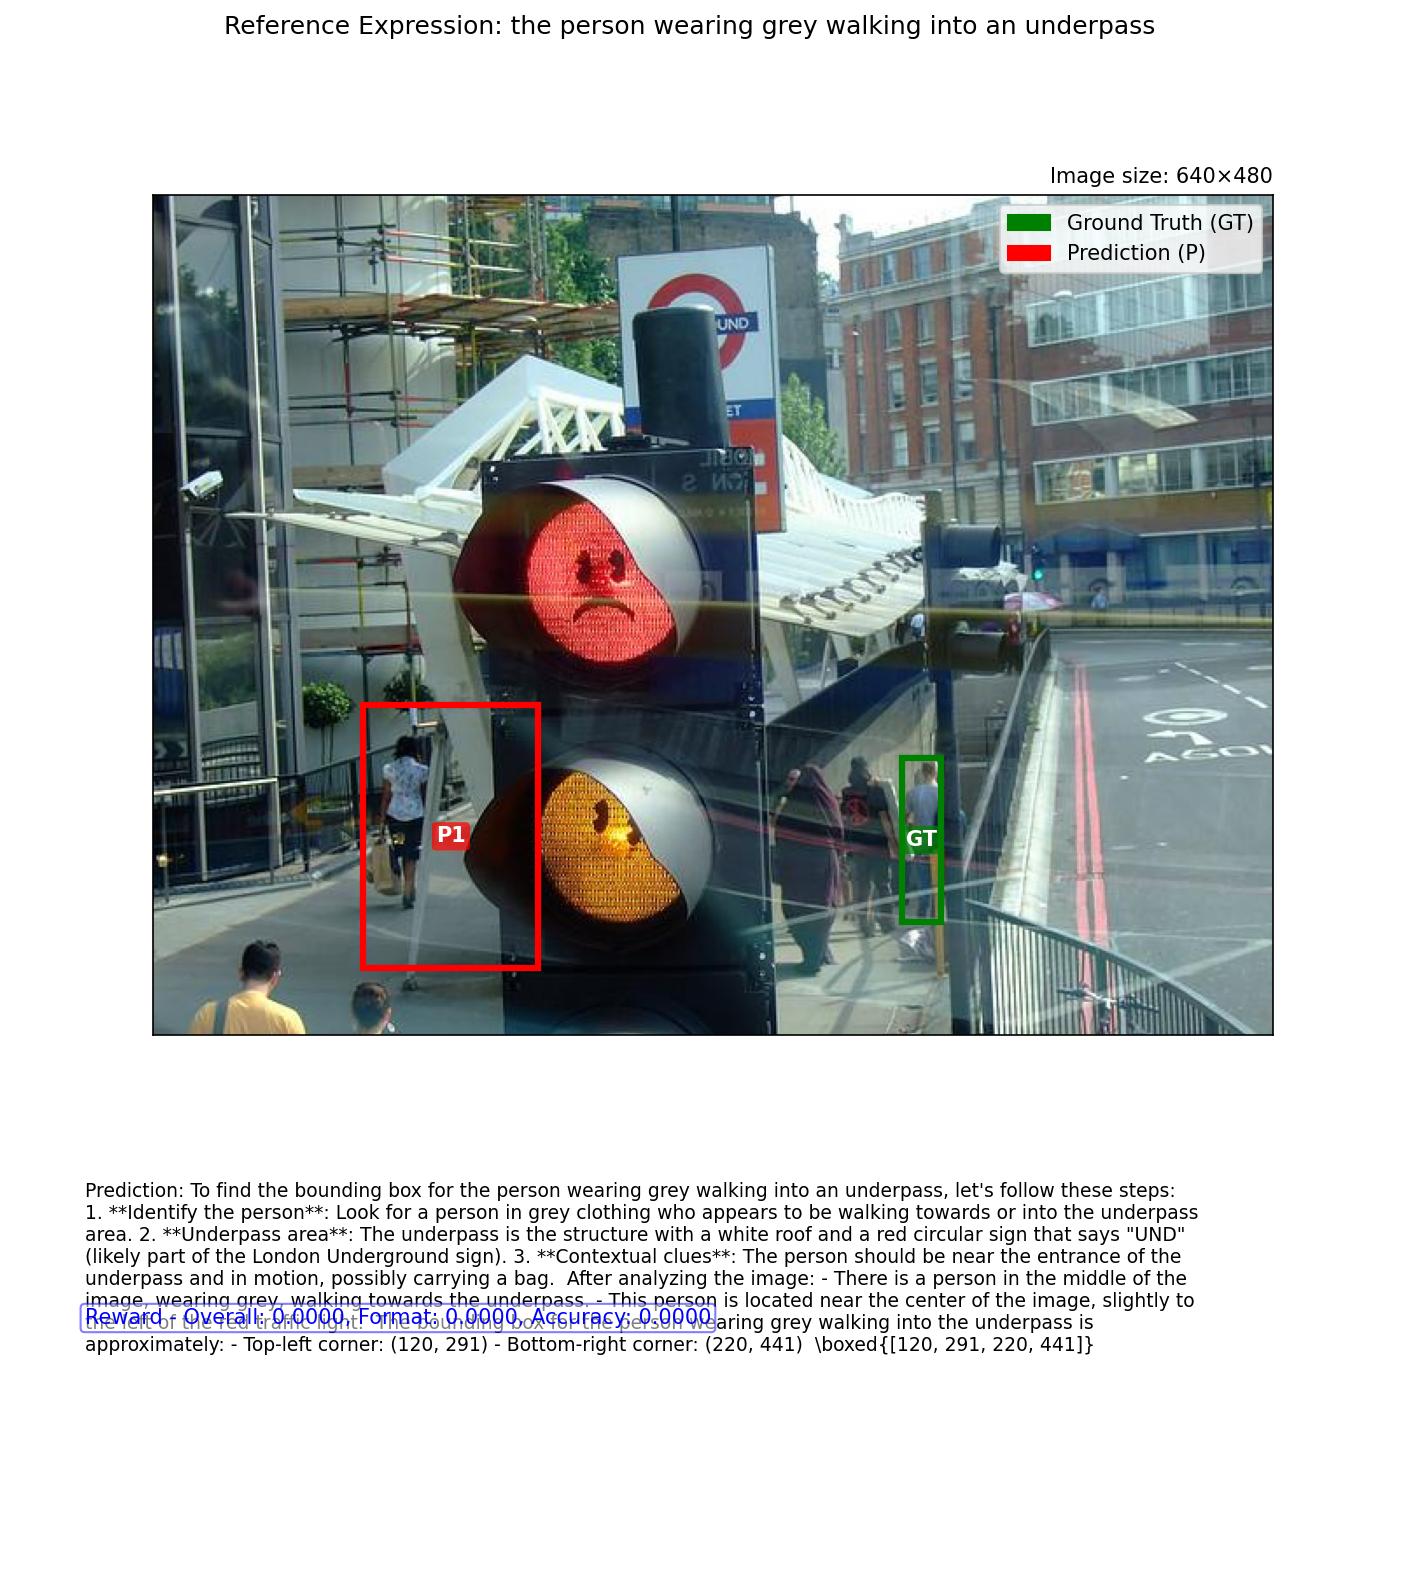 Reference Expression: the person wearing grey walking into an underpass
Image size: 640×480
Ground Truth (GT)
Prediction (P)
UND
ET
P1
GT
Prediction: To find the bounding box for the person wearing grey walking into an underpass, let's follow these steps:
1. **Identify the person**: Look for a person in grey clothing who appears to be walking towards or into the underpass
area. 2. **Underpass area**: The underpass is the structure with a white roof and a red circular sign that says "UND"
(likely part of the London Underground sign). 3. **Contextual clues**: The person should be near the entrance of the
underpass and in motion, possibly carrying a bag.  After analyzing the image: - There is a person in the middle of the
image, wearing grey, walking towards the underpass. - This person is located near the center of the image, slightly to
the left of the red traffic light.  The bounding box for the person wearing grey walking into the underpass is
Reward - Overall: 0.0000, Format: 0.0000, Accuracy: 0.0000
approximately: - Top-left corner: (120, 291) - Bottom-right corner: (220, 441)  \boxed{[120, 291, 220, 441]}